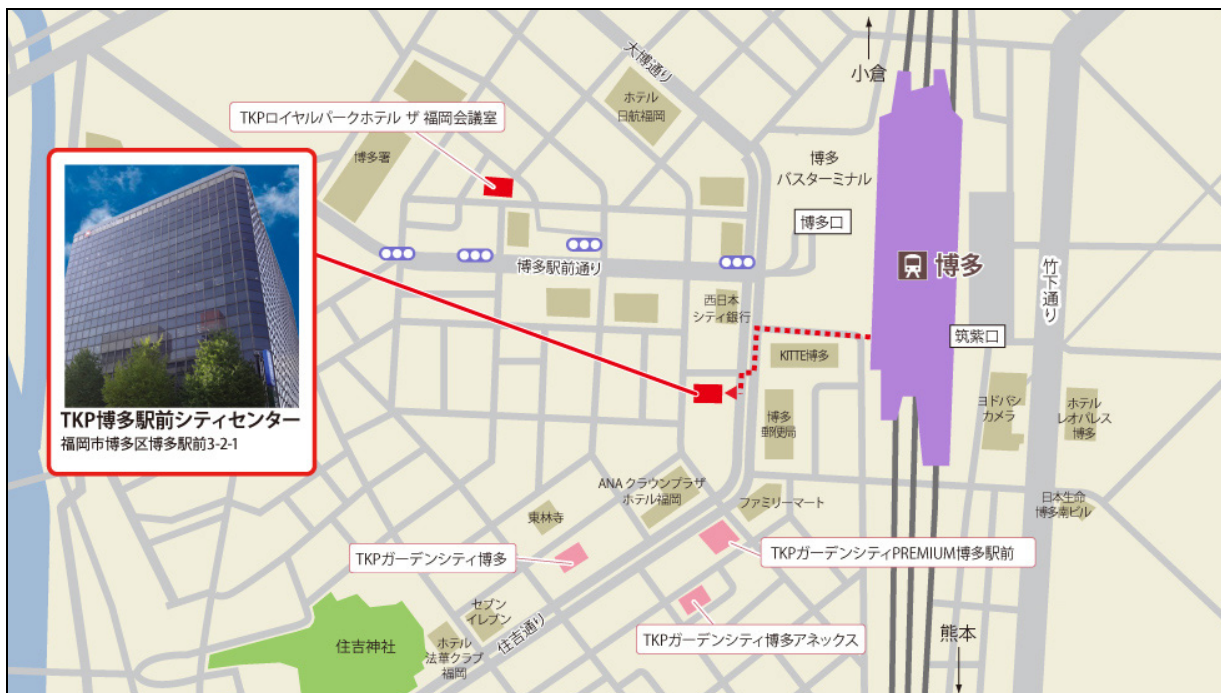 小倉
大博通り
ホテル
日航福岡
TKPロイヤルパークホテル ザ 福岡会議室
博多署
博多
バスターミナル
博多口
博多駅前通り
博多
竹下通り
西日本
シティ銀行
筑紫口
KITTE博多
TKP博多駅前シティセンター
福岡市博多区博多駅前3-2-1
博多
郵便局
ヨドバシ
カメラ
ホテル
レオパレス
博多
ANAクラウンプラザ
ホテル福岡
ファミリーマート
日本生命
博多南ビル
東林寺
TKPガーデンシティ博多
TKPガーデンシティPREMIUM博多駅前
セブン
イレブン
住吉通り
TKPガーデンシティ博多アネックス
住吉神社
ホテル
法華クラブ
福岡
熊本